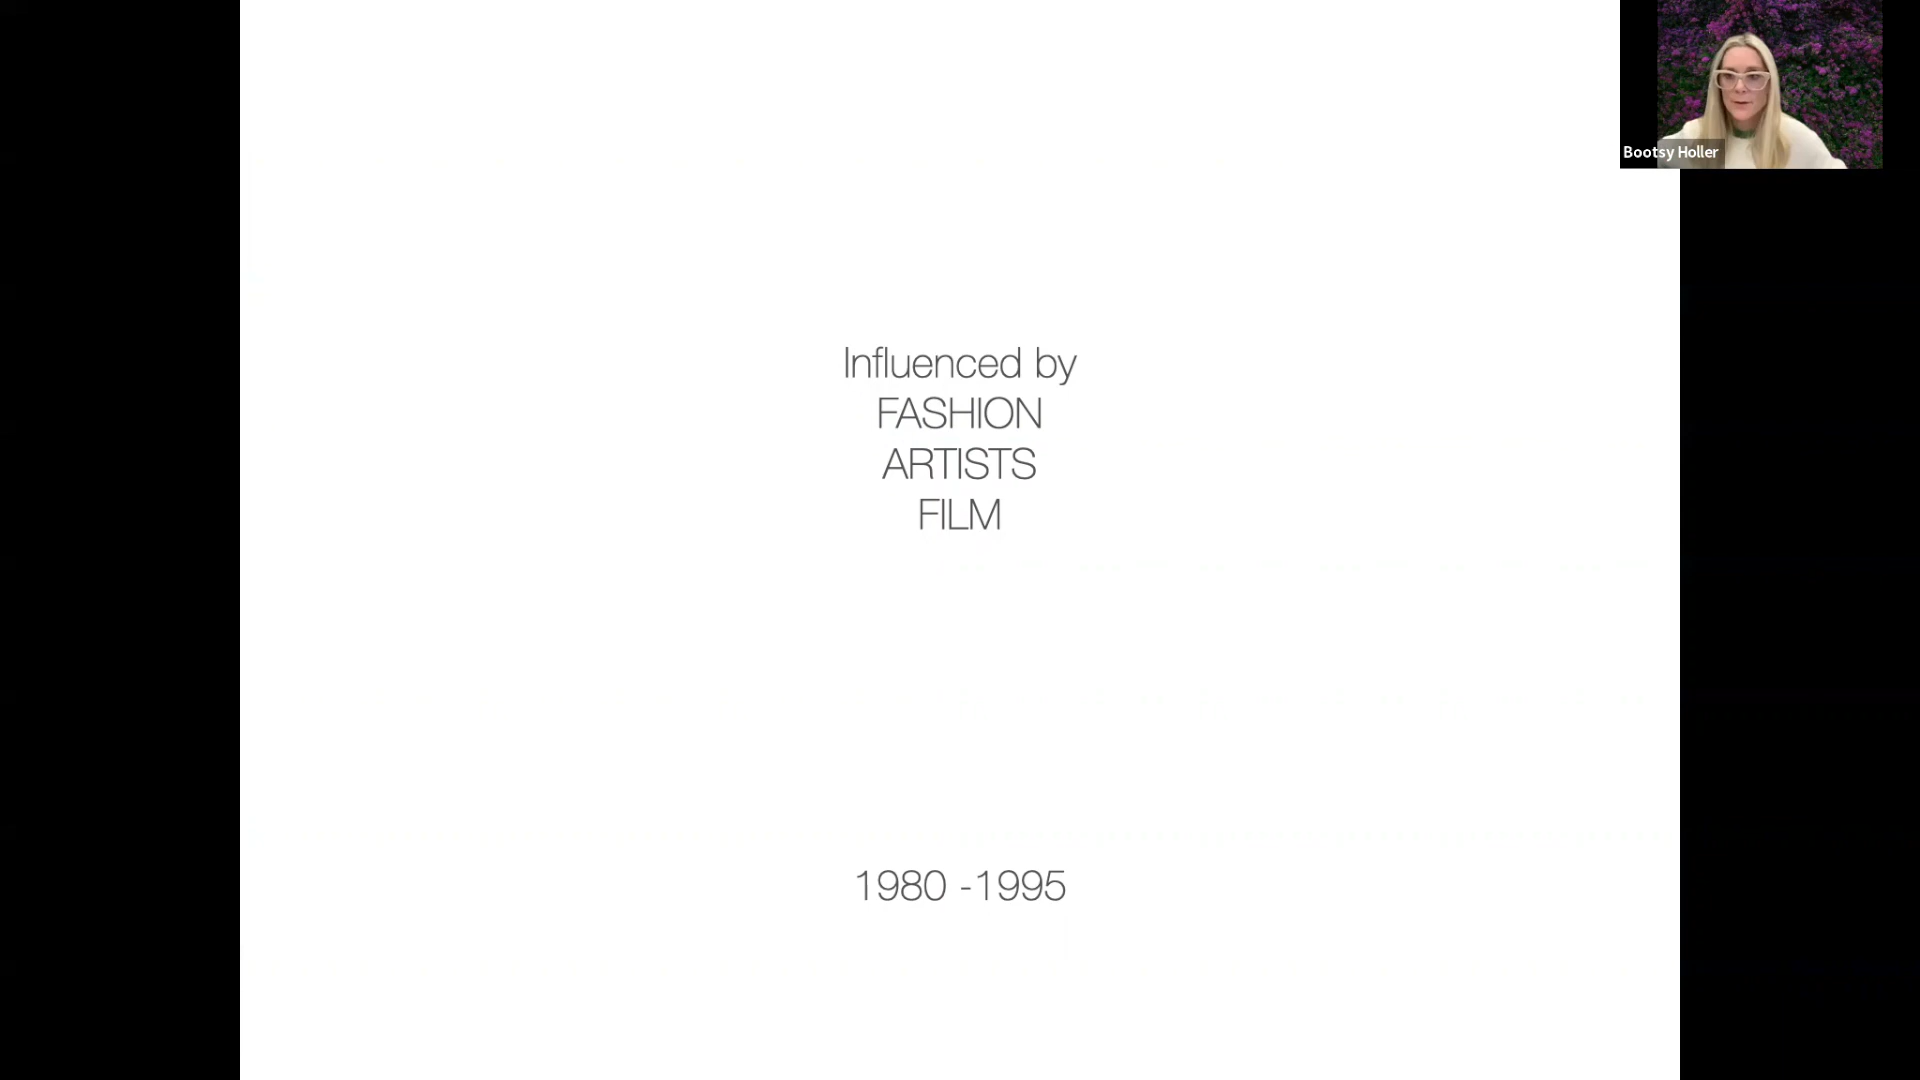 Bootsy Holler
Influenced by
FASHION
ARTISTS
FILM
1980 -1995